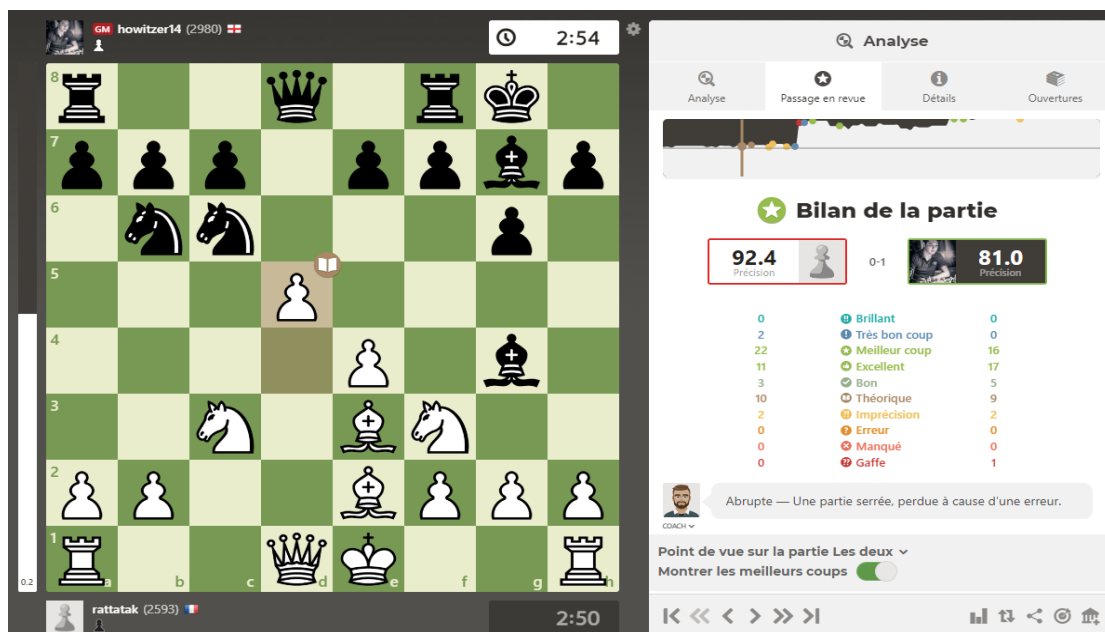 GM howitzer14 (2980)
2:54
8
7
6
5
4
3
2
1
a b c d e f g h
0.2
rattatak (2593)
2:50
Analyse
Analyse Passage en revue Détails Ouvertures
Bilan de la partie
92.4 Précision 0-1 81.0 Précision
0 !! Brillant 0
2 ! Très bon coup 0
22 Meilleur coup 16
11 Excellent 17
3 Bon 5
10 Théorique 9
2 ?! Imprécision 2
0 ? Erreur 0
0 Manqué 0
0 ?? Gaffe 1
Abrupte — Une partie serrée, perdue à cause d'une erreur.
COACH
Point de vue sur la partie Les deux
Montrer les meilleurs coups